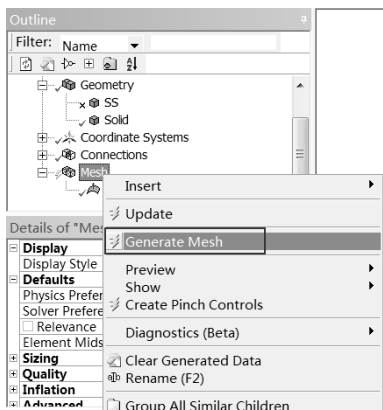 Outline
Filter: Name
Geometry
SS
Solid
Coordinate Systems
Connections
Mesh
Insert
Update
Generate Mesh
Preview
Show
Create Pinch Controls
Diagnostics (Beta)
Clear Generated Data
Rename (F2)
Group All Similar Children
Details of "Me
Display
Display Style
Defaults
Physics Prefer
Solver Prefere
Relevance
Element Mids
Sizing
Quality
Inflation
Advanced